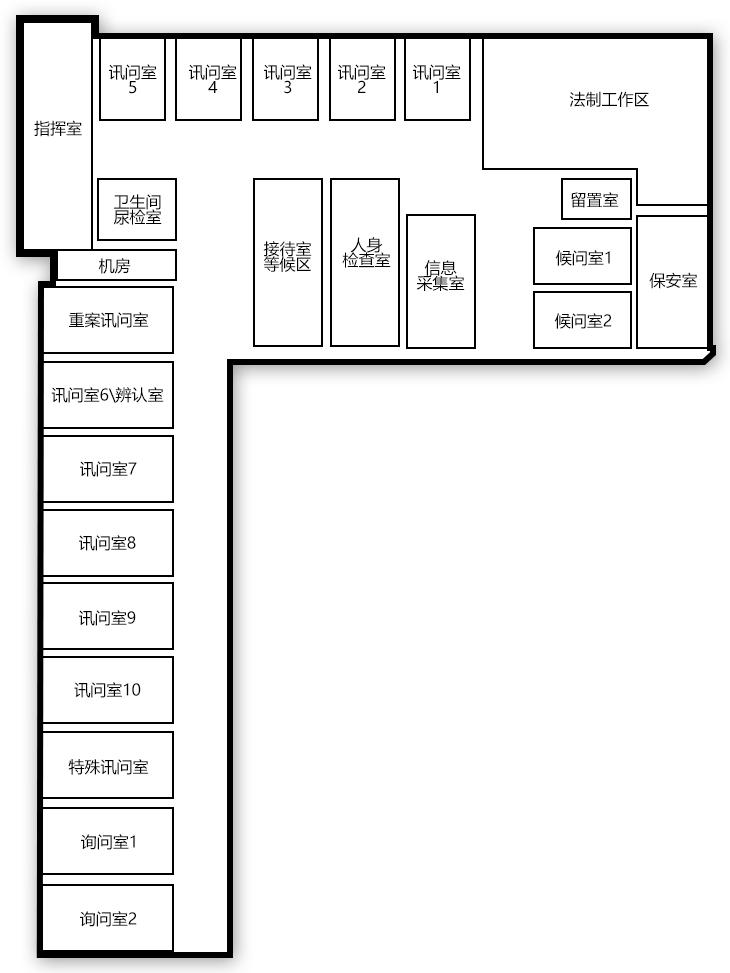 讯问室
5
讯问室
4
讯问室
3
讯问室
2
讯问室
1
法制工作区
指挥室
卫生间
尿检室
接待室
等候区
人身
检查室
信息
采集室
留置室
候问室1
保安室
候问室2
机房
重案讯问室
讯问室6\辨认室
讯问室7
讯问室8
讯问室9
讯问室10
特殊讯问室
询问室1
询问室2